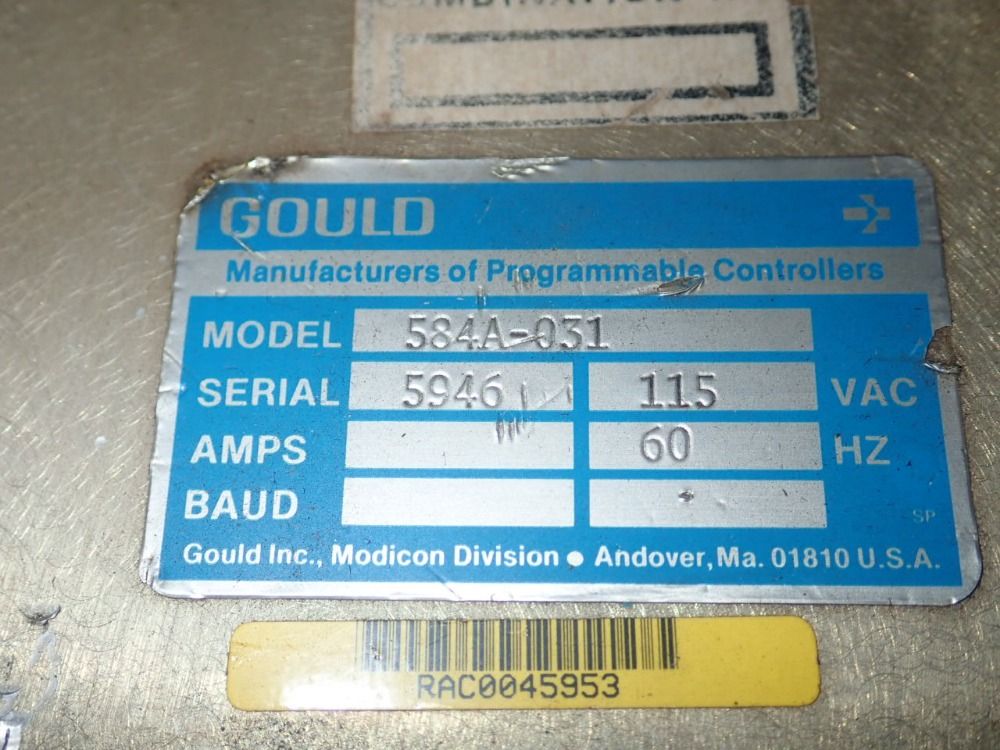 GOULD
Manufacturers of Programmable Controllers
MODEL 584A-031
SERIAL 5946 115 VAC
AMPS 60 HZ
BAUD
SP
Gould Inc., Modicon Division ● Andover, Ma. 01810 U.S.A.
RAC0045953